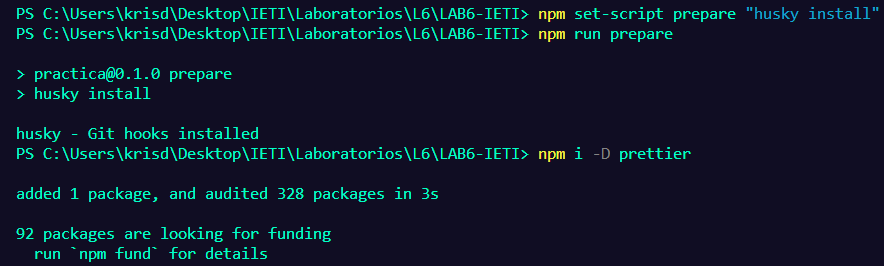 PS C:\Users\krisd\Desktop\IETI\Laboratorios\L6\LAB6-IETI> npm set-script prepare "husky install"
PS C:\Users\krisd\Desktop\IETI\Laboratorios\L6\LAB6-IETI> npm run prepare
> practica@0.1.0 prepare
> husky install
husky - Git hooks installed
PS C:\Users\krisd\Desktop\IETI\Laboratorios\L6\LAB6-IETI> npm i -D prettier
added 1 package, and audited 328 packages in 3s
92 packages are looking for funding
  run `npm fund` for details